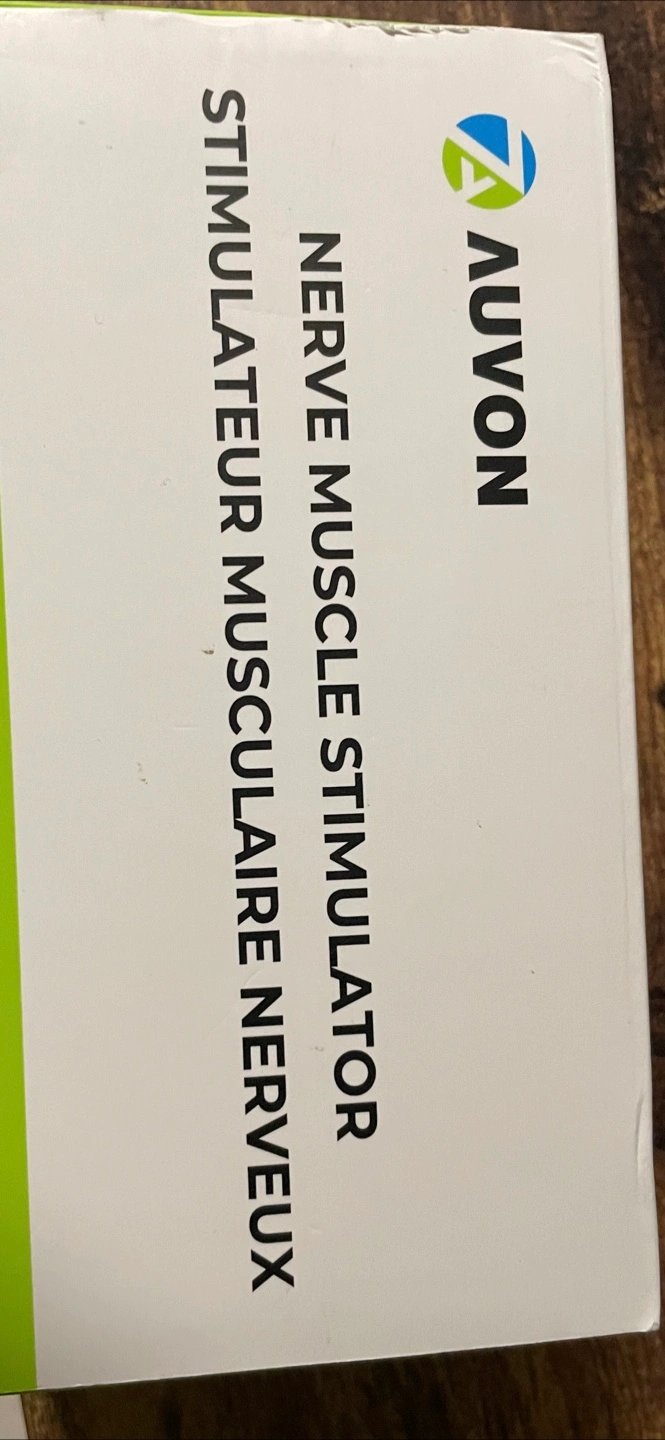 AUVON
NERVE MUSCLE STIMULATOR
STIMULATEUR MUSCULAIRE NERVEUX